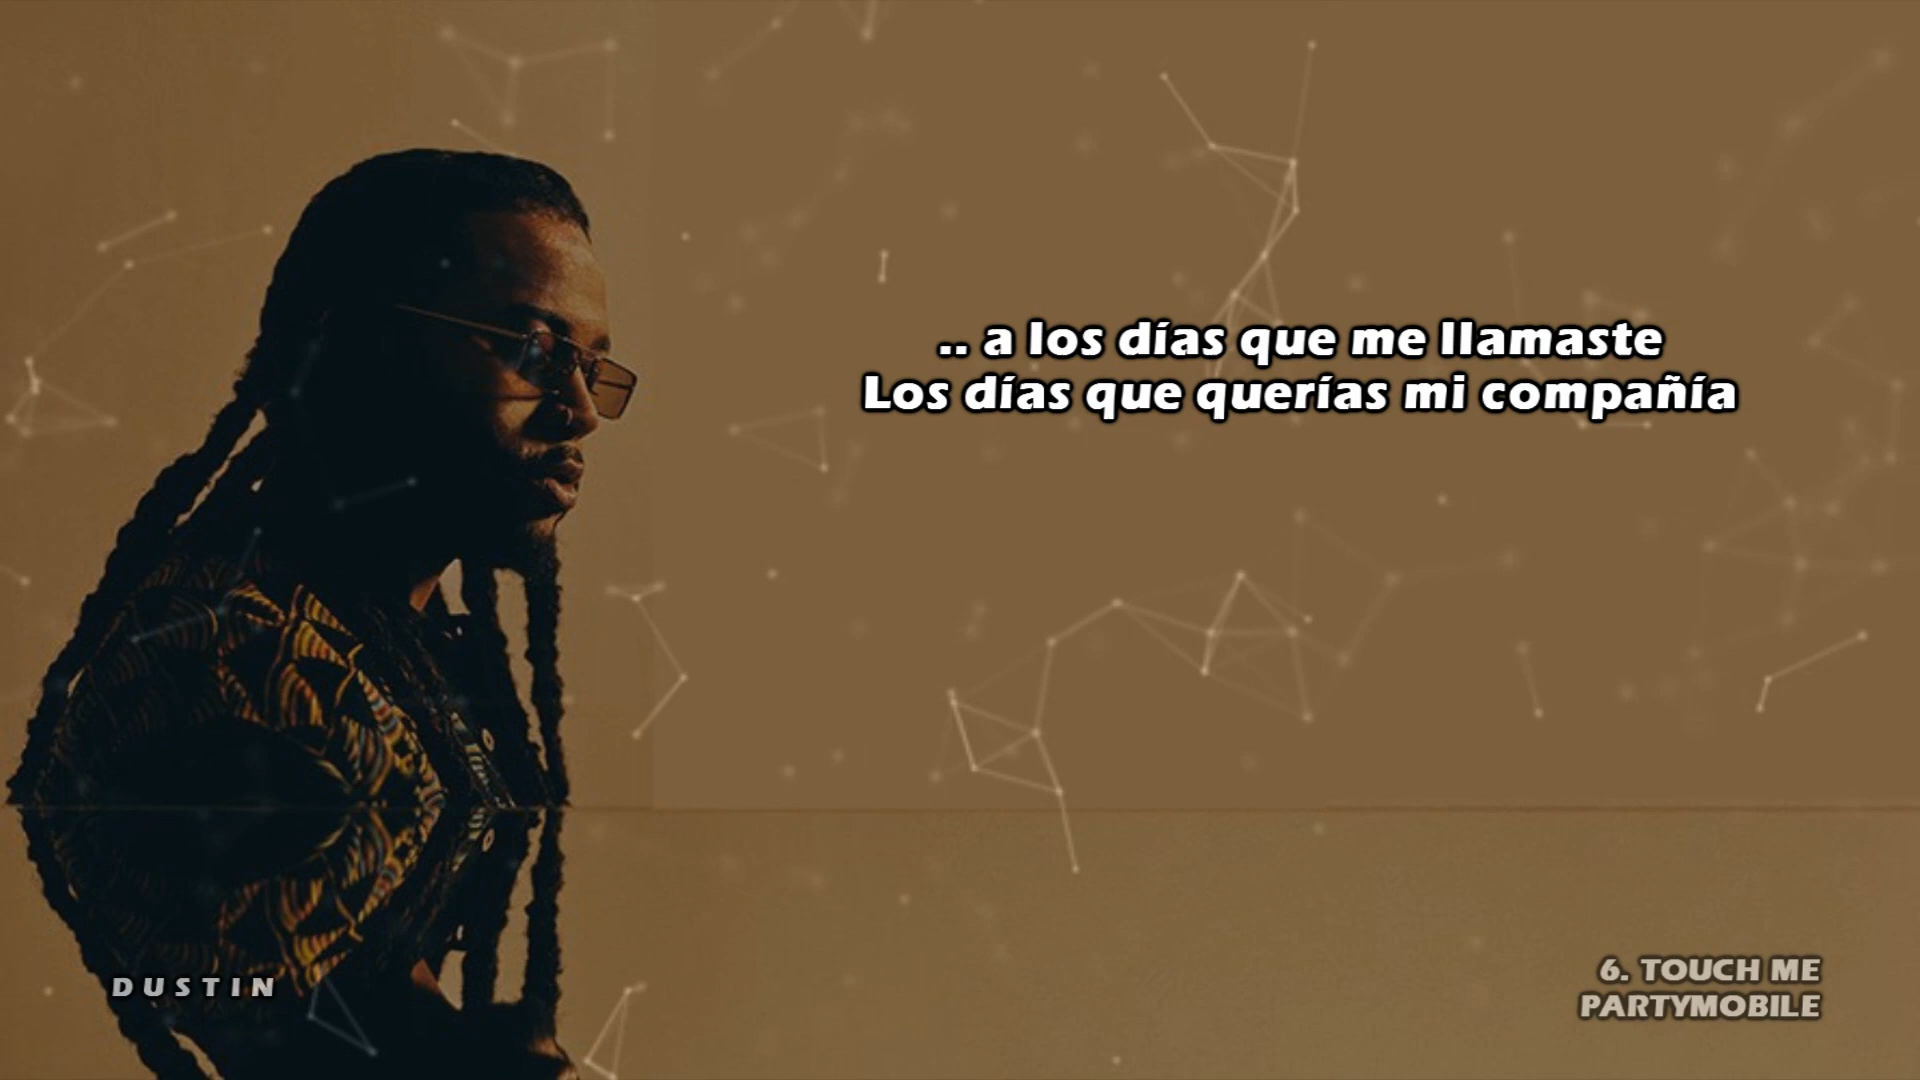 .. a los días que me llamaste
Los días que querías mi compañía
DUSTIN
6. TOUCH ME
PARTYMOBILE